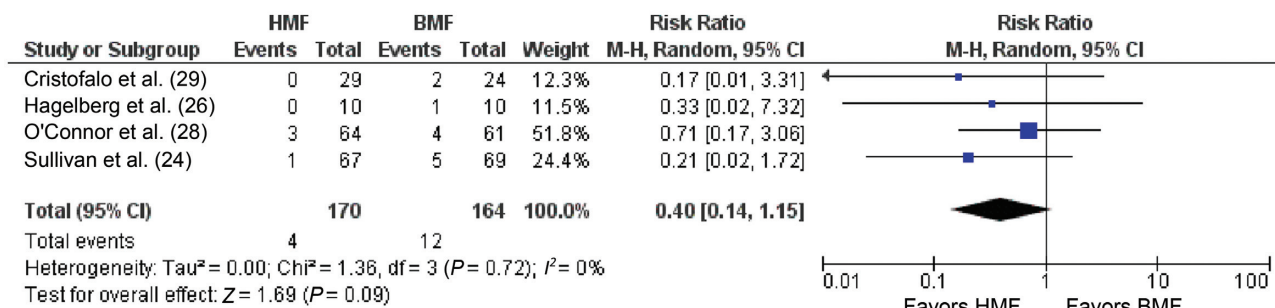 HMF BMF Risk Ratio Risk Ratio
Study or Subgroup Events Total Events Total Weight M-H, Random, 95% CI M-H, Random, 95% CI
Cristofalo et al. (29) 0 29 2 24 12.3% 0.17 [0.01, 3.31]
Hagelberg et al. (26) 0 10 1 10 11.5% 0.33 [0.02, 7.32]
O'Connor et al. (28) 3 64 4 61 51.8% 0.71 [0.17, 3.06]
Sullivan et al. (24) 1 67 5 69 24.4% 0.21 [0.02, 1.72]
Total (95% CI) 170 164 100.0% 0.40 [0.14, 1.15]
Total events 4 12
Heterogeneity: Tau² = 0.00; Chi² = 1.36, df = 3 (P = 0.72); I² = 0%
Test for overall effect: Z = 1.69 (P = 0.09)
0.01 0.1 1 10 100
Favors HMF Favors BMF